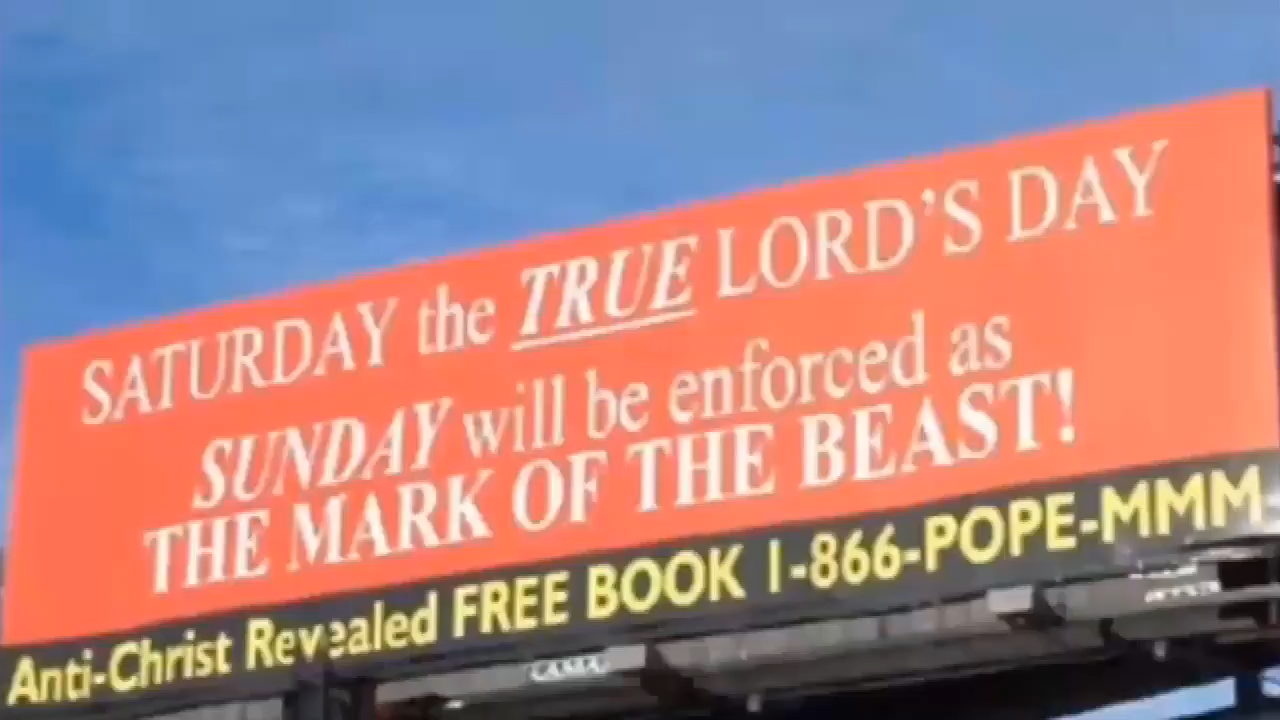 SATURDAY the TRUE LORD'S DAY
SUNDAY will be enforced as
THE MARK OF THE BEAST!
Anti-Christ Revealed FREE BOOK 1-866-POPE-MMM